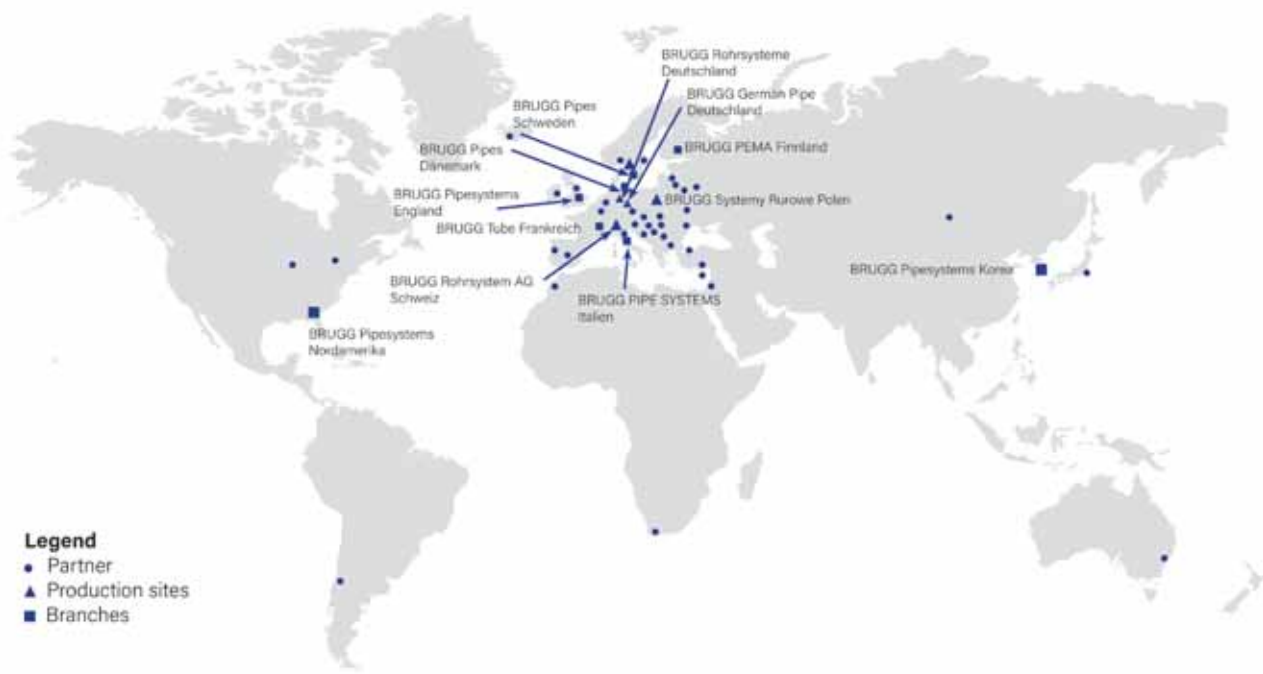 BRUGG Rohrsysteme
Deutschland
BRUGG German Pipe
Deutschland
BRUGG Pipes
Schweden
BRUGG Pipes
Dänemark
BRUGG PEMA Finnland
BRUGG Pipesystems
England
BRUGG Systemy Rurowe Polen
BRUGG Tube Frankreich
BRUGG Pipesystems Korea
BRUGG Rohrsystem AG
Schweiz
BRUGG PIPE SYSTEMS
Italien
BRUGG Pipesystems
Nordamerika
Legend
Partner
Production sites
Branches